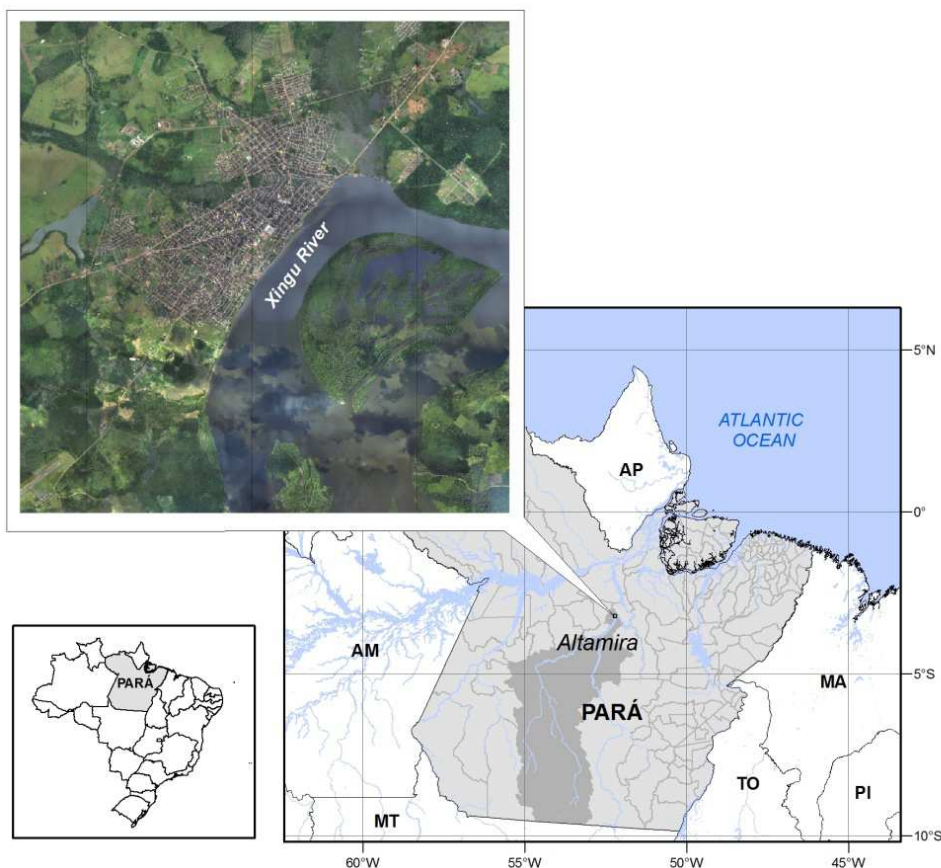 Xingu River
ATLANTIC
OCEAN
AP
AM
Altamira
PARÁ
MA
TO
PI
MT
PARÁ
5°N
0°
5°S
10°S
60°W
55°W
50°W
45°W